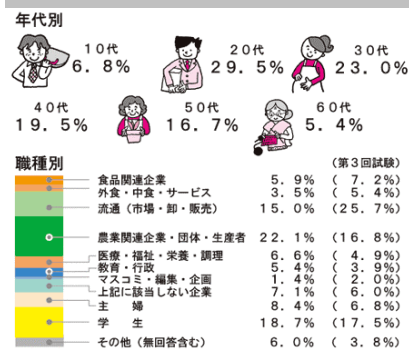 年代別
10代 20代 30代
6.8% 29.5% 23.0%
40代 50代 60代
19.5% 16.7% 5.4%
職種別 (第3回試験)
食品関連企業 5.9% (7.2%)
外食・中食・サービス 3.5% (5.4%)
流通（市場・卸・販売） 15.0% (25.7%)
農業関連企業・団体・生産者 22.1% (16.8%)
医療・福祉・栄養・調理 6.6% (4.9%)
教育・行政 5.4% (3.9%)
マスコミ・編集・企画 1.4% (2.0%)
上記に該当しない企業 7.1% (6.0%)
主婦 8.4% (6.8%)
学生 18.7% (17.5%)
その他（無回答含む） 6.0% (3.8%)